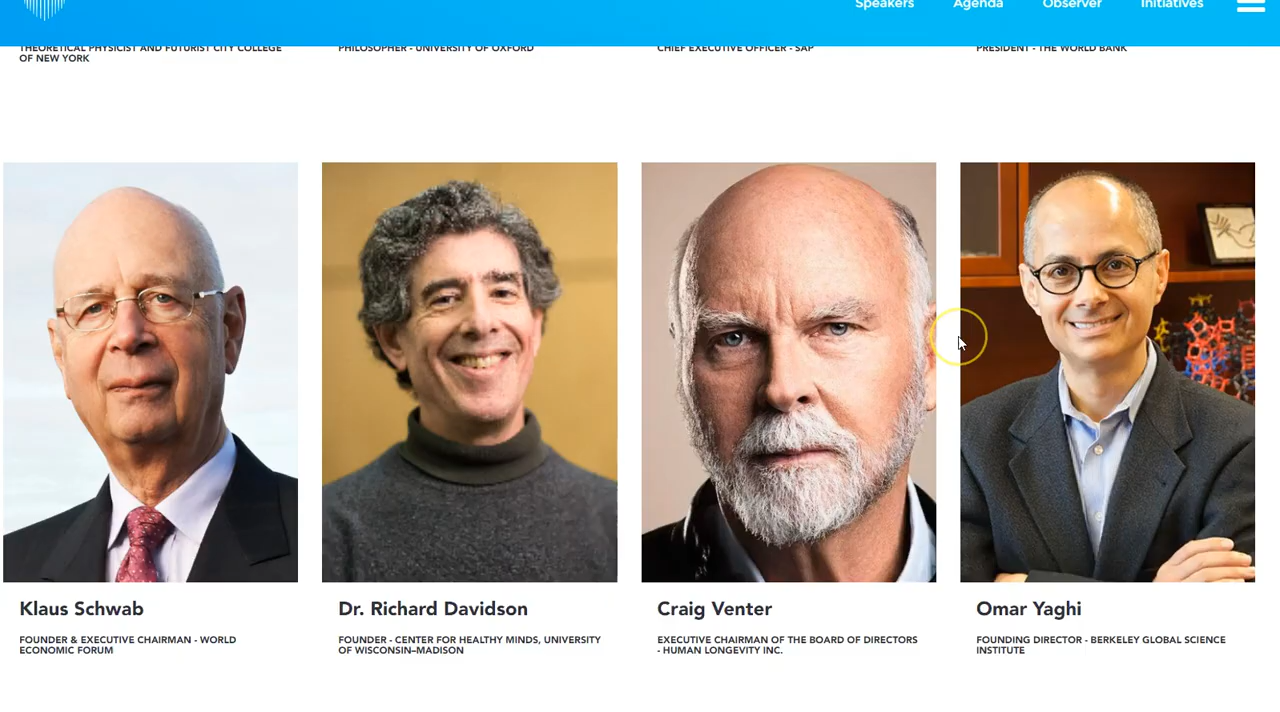 Speakers Agenda Observer Initiatives
THEORETICAL PHYSICIST AND FUTURIST CITY COLLEGE
OF NEW YORK
PHILOSOPHER - UNIVERSITY OF OXFORD
CHIEF EXECUTIVE OFFICER - SAP
PRESIDENT - THE WORLD BANK
Klaus Schwab
FOUNDER & EXECUTIVE CHAIRMAN - WORLD
ECONOMIC FORUM
Dr. Richard Davidson
FOUNDER - CENTER FOR HEALTHY MINDS, UNIVERSITY
OF WISCONSIN–MADISON
Craig Venter
EXECUTIVE CHAIRMAN OF THE BOARD OF DIRECTORS
- HUMAN LONGEVITY INC.
Omar Yaghi
FOUNDING DIRECTOR - BERKELEY GLOBAL SCIENCE
INSTITUTE